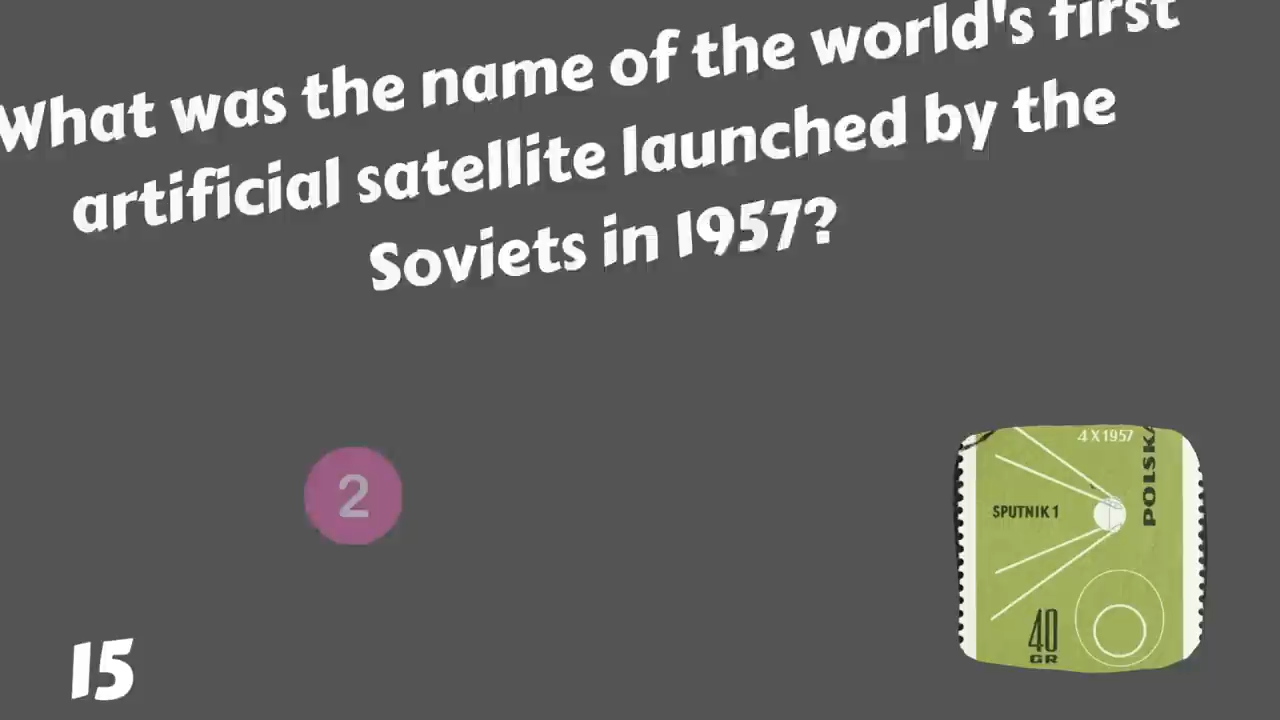 What was the name of the world's first
artificial satellite launched by the
Soviets in 1957?
2
4 X 1957
POLSKA
SPUTNIK 1
40
GR
15